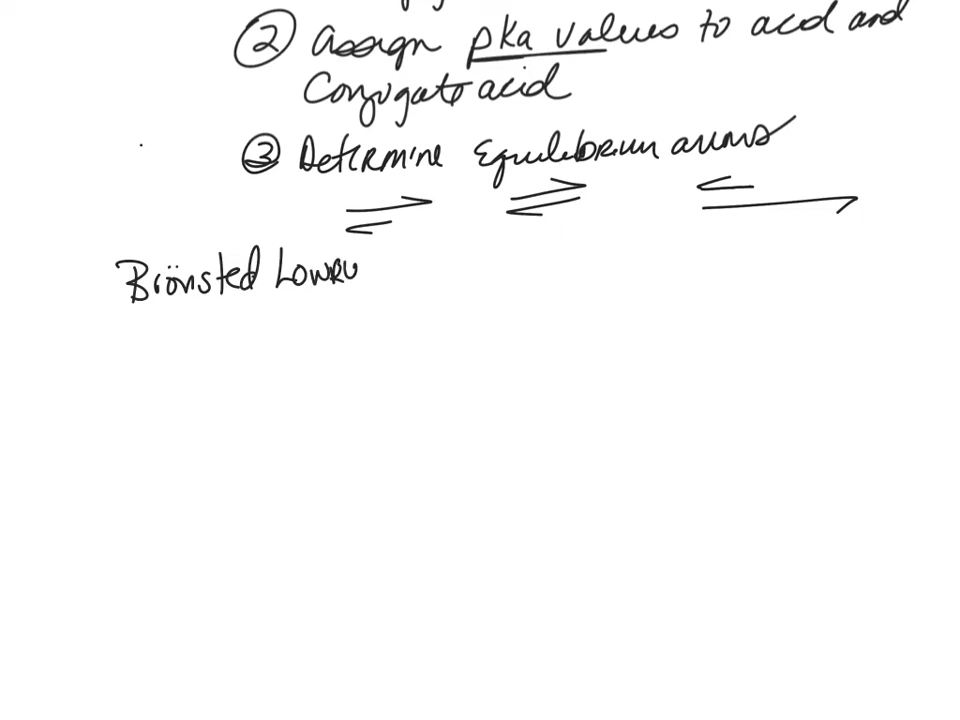 ② Assign pka values to acid and
Conjugate acid
③ Determine Equilibrium arrows
Brönsted Lowry